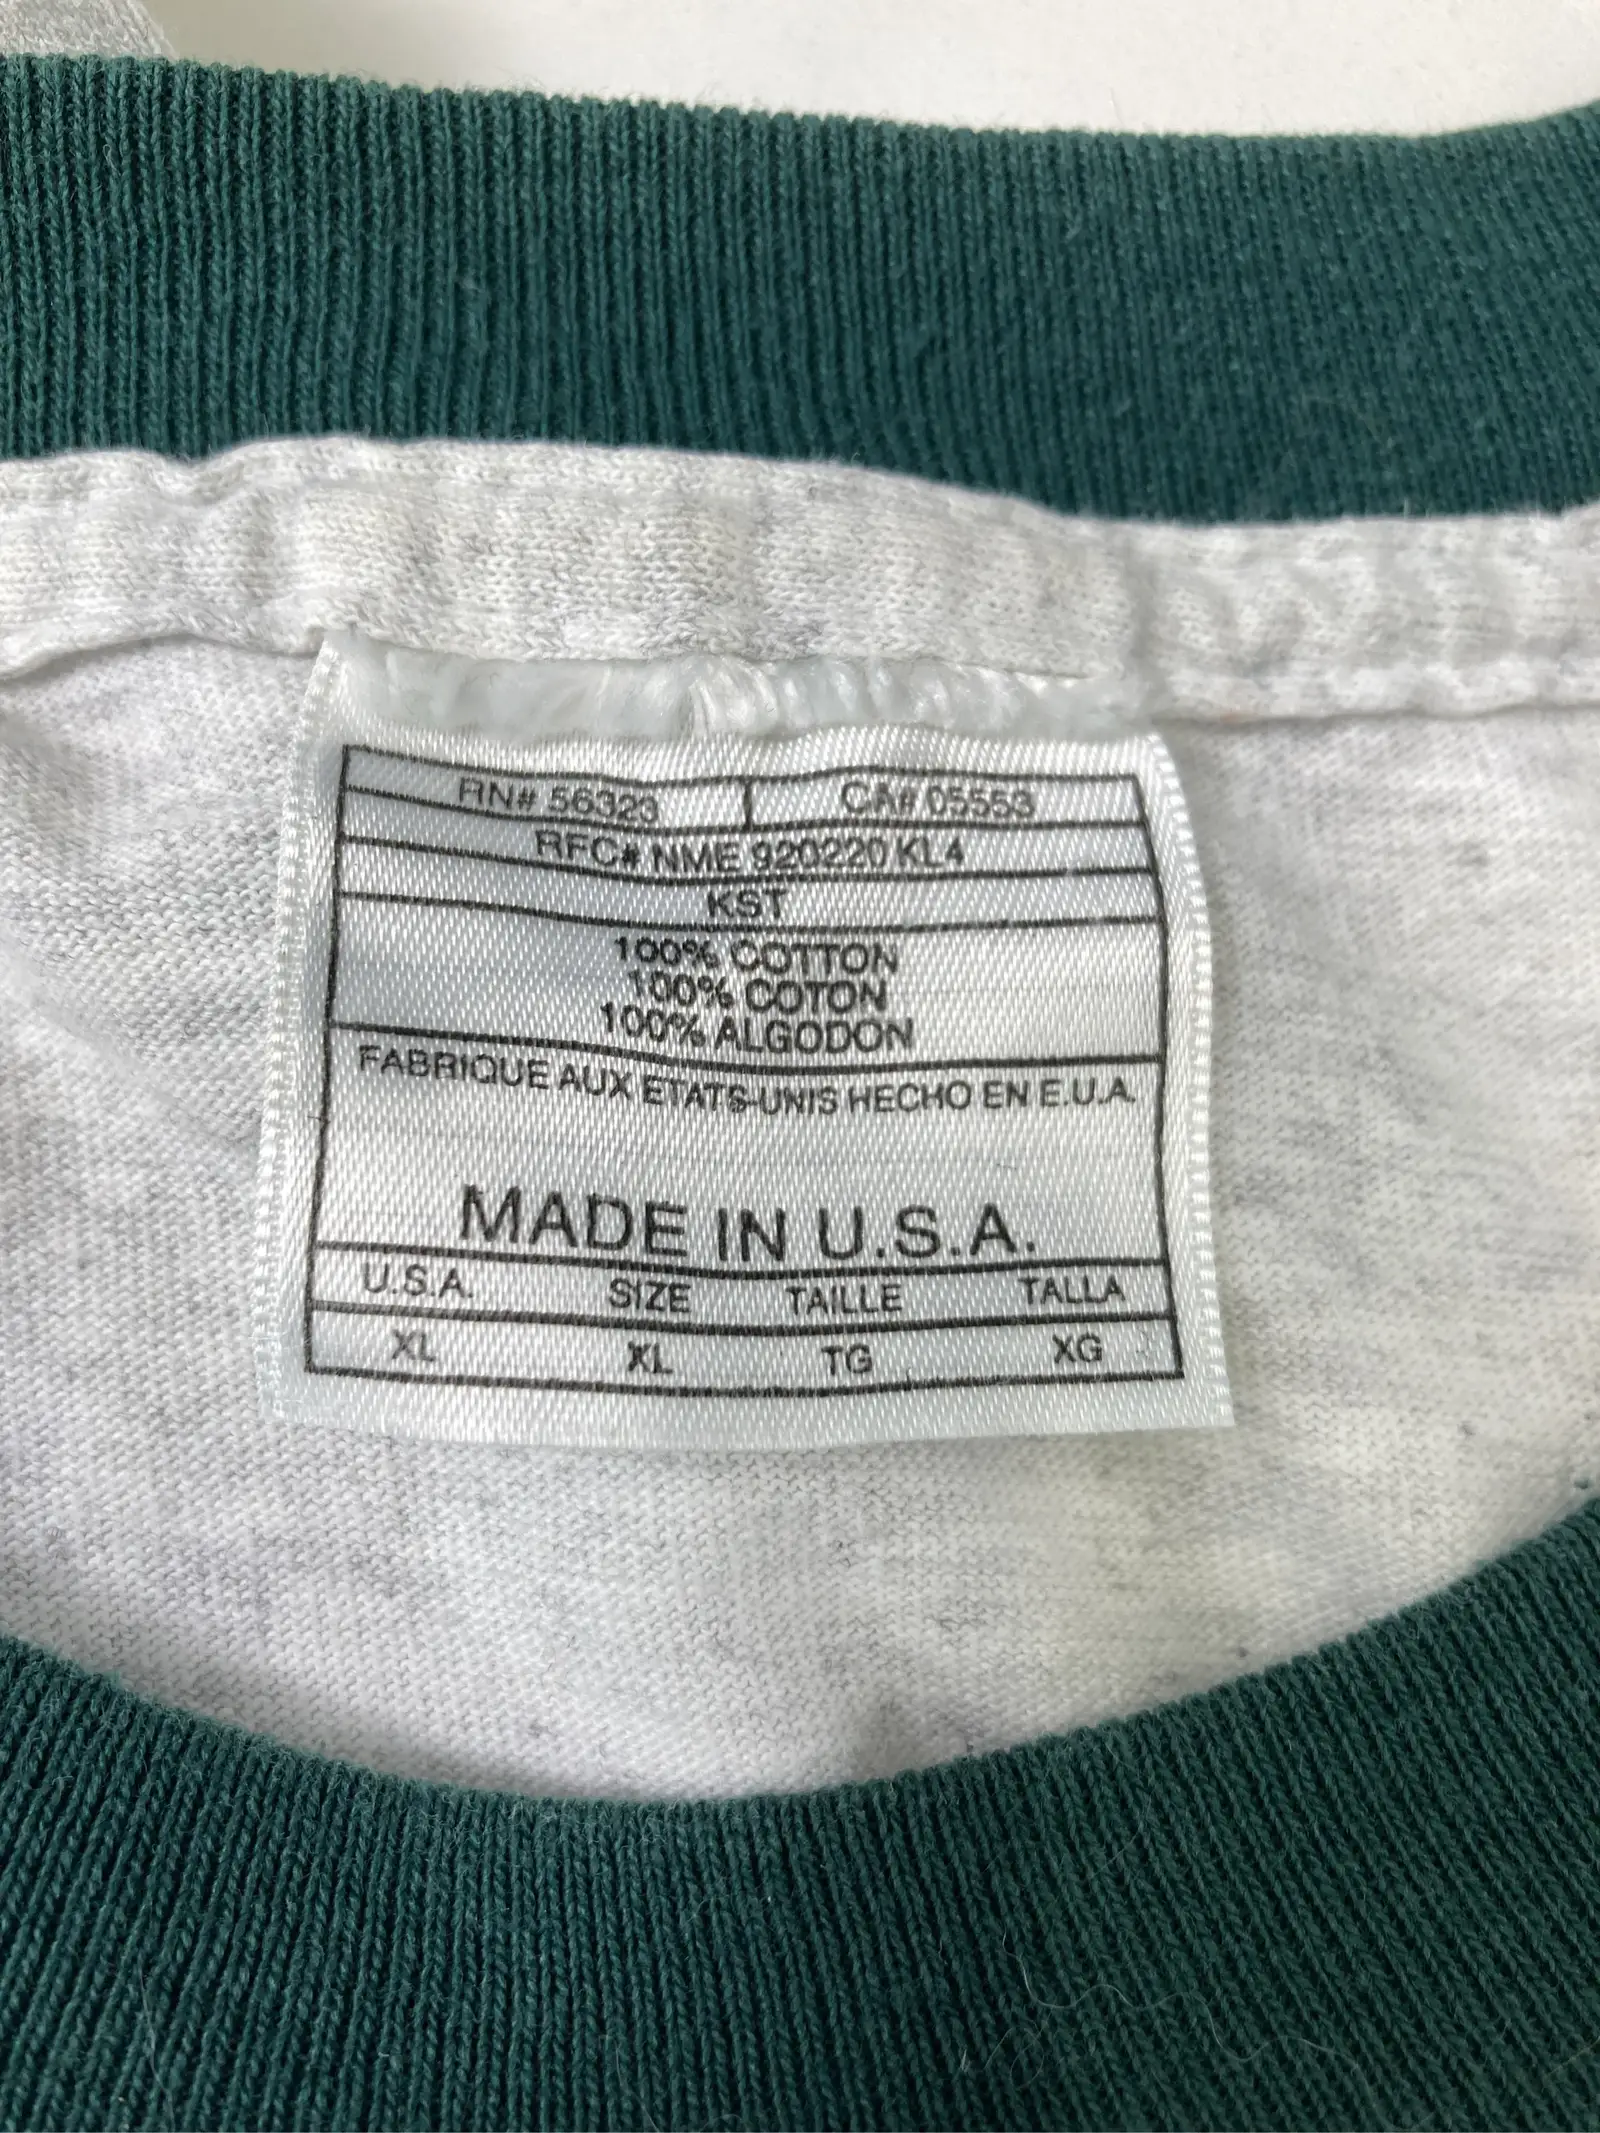 RN# 56323 CA# 05553
RFC# NME 920220 KL4
KST
100% COTTON
100% COTON
100% ALGODON
FABRIQUE AUX ETATS-UNIS HECHO EN E.U.A.
MADE IN U.S.A.
U.S.A. SIZE TAILLE TALLA
XL XL TG XG